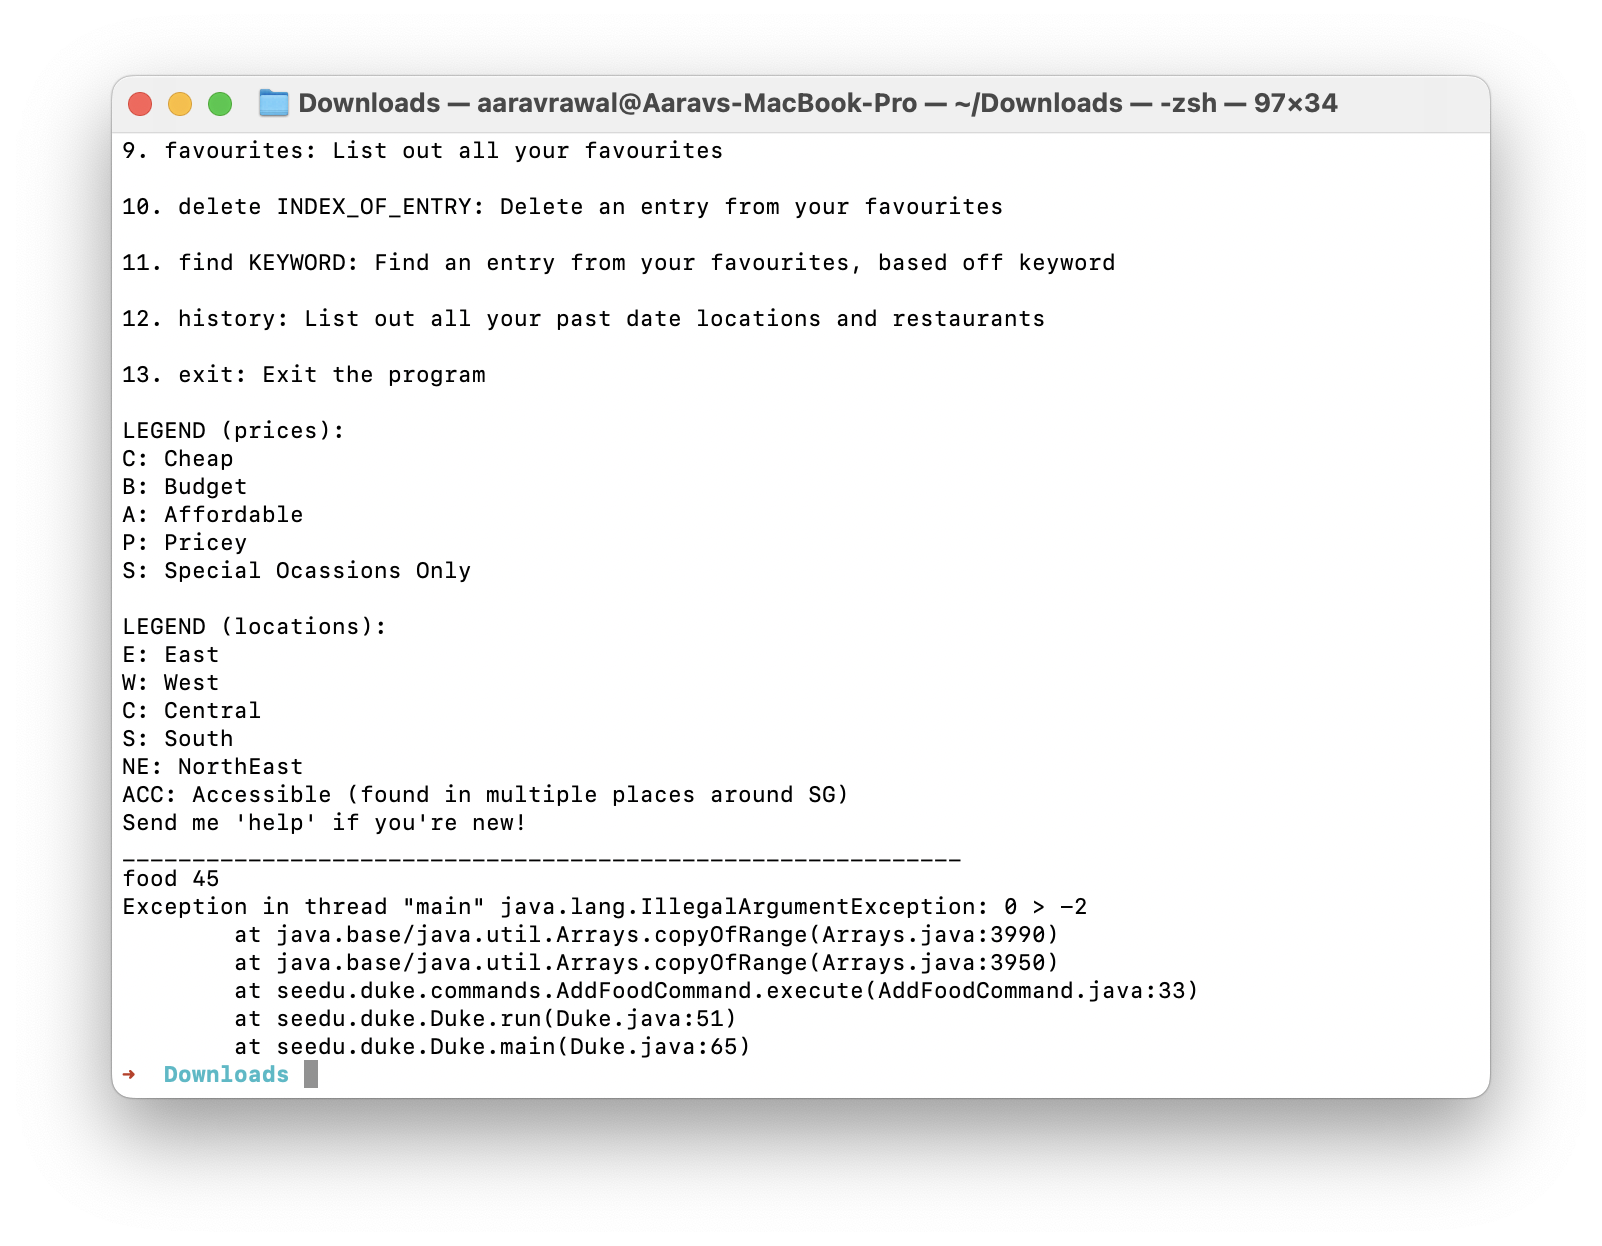 Downloads — aaravrawal@Aaravs-MacBook-Pro — ~/Downloads — -zsh — 97×34
9. favourites: List out all your favourites
10. delete INDEX_OF_ENTRY: Delete an entry from your favourites
11. find KEYWORD: Find an entry from your favourites, based off keyword
12. history: List out all your past date locations and restaurants
13. exit: Exit the program
LEGEND (prices):
C: Cheap
B: Budget
A: Affordable
P: Pricey
S: Special Ocassions Only
LEGEND (locations):
E: East
W: West
C: Central
S: South
NE: NorthEast
ACC: Accessible (found in multiple places around SG)
Send me 'help' if you're new!
____________________________________________________________
food 45
Exception in thread "main" java.lang.IllegalArgumentException: 0 > -2
at java.base/java.util.Arrays.copyOfRange(Arrays.java:3990)
at java.base/java.util.Arrays.copyOfRange(Arrays.java:3950)
at seedu.duke.commands.AddFoodCommand.execute(AddFoodCommand.java:33)
at seedu.duke.Duke.run(Duke.java:51)
at seedu.duke.Duke.main(Duke.java:65)
➜ Downloads